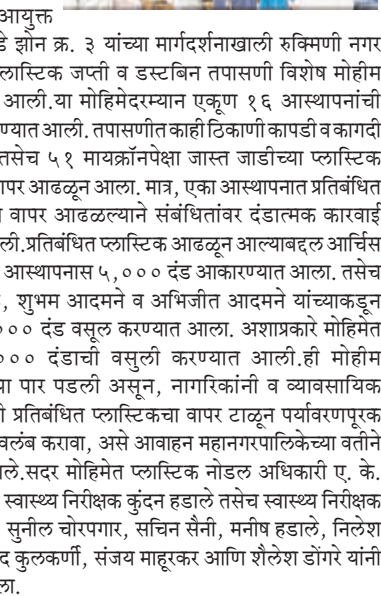 आयुक्त
डे झोन क्र. ३ यांच्या मार्गदर्शनाखाली रुक्मिणी नगर
लास्टिक जप्ती व डस्टबिन तपासणी विशेष मोहीम
आली.या मोहिमेदरम्यान एकूण १६ आस्थापनांची
ण्यात आली. तपासणीत काही ठिकाणी कापडी व कागदी
तसेच ५१ मायक्रॉनपेक्षा जास्त जाडीच्या प्लास्टिक
ापर आढळून आला. मात्र, एका आस्थापनात प्रतिबंधित
वापर आढळल्याने संबंधितांवर दंडात्मक कारवाई
ली.प्रतिबंधित प्लास्टिक आढळून आल्याबद्दल आर्चिस
आस्थापनास ५,००० दंड आकारण्यात आला. तसेच
, शुभम आदमने व अभिजीत आदमने यांच्याकडून
००० दंड वसूल करण्यात आला. अशाप्रकारे मोहिमेत
००० दंडाची वसुली करण्यात आली.ही मोहीम
या पार पडली असून, नागरिकांनी व व्यावसायिक
ी प्रतिबंधित प्लास्टिकचा वापर टाळून पर्यावरणपूरक
वलंब करावा, असे आवाहन महानगरपालिकेच्या वतीने
ले.सदर मोहिमेत प्लास्टिक नोडल अधिकारी ए. के.
स्वास्थ्य निरीक्षक कुंदन हडाले तसेच स्वास्थ्य निरीक्षक
सुनील चोरपगार, सचिन सैनी, मनीष हडाले, निलेश
द कुलकर्णी, संजय माहूरकर आणि शैलेश डोंगरे यांनी
ला.